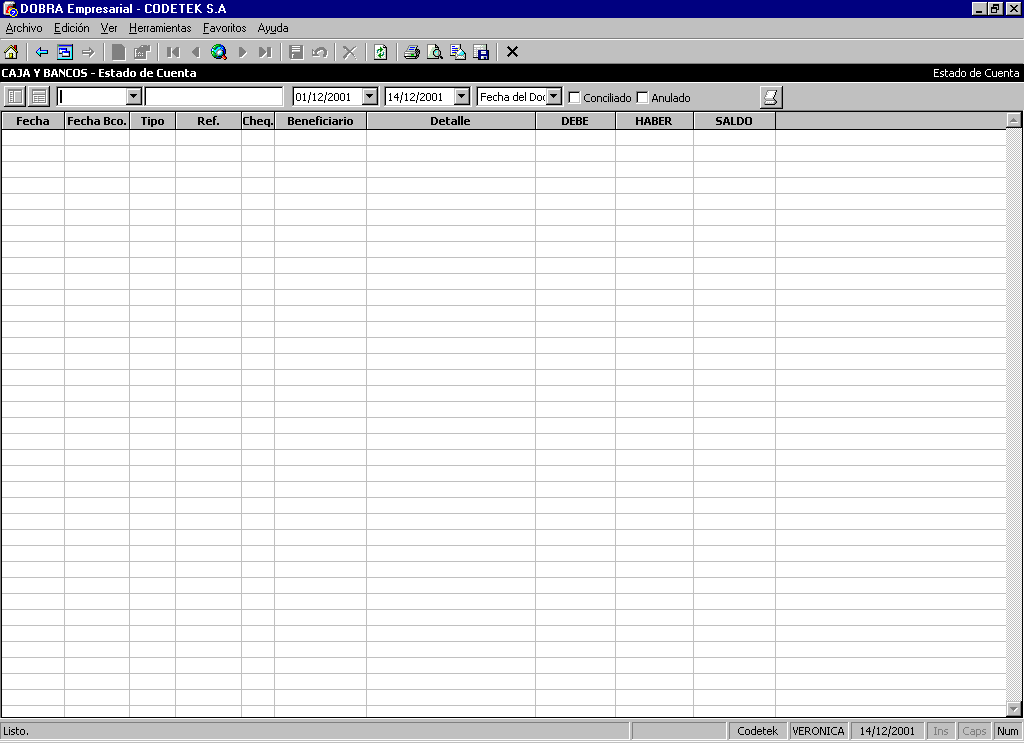 DOBRA Empresarial - CODETEK S.A
Archivo Edición Ver Herramientas Favoritos Ayuda
CAJA Y BANCOS - Estado de Cuenta Estado de Cuenta
01/12/2001 14/12/2001 Fecha del Doc Conciliado Anulado
Fecha Fecha Bco. Tipo Ref. Cheq. Beneficiario Detalle DEBE HABER SALDO
Listo. Codetek VERONICA 14/12/2001 Ins Caps Num